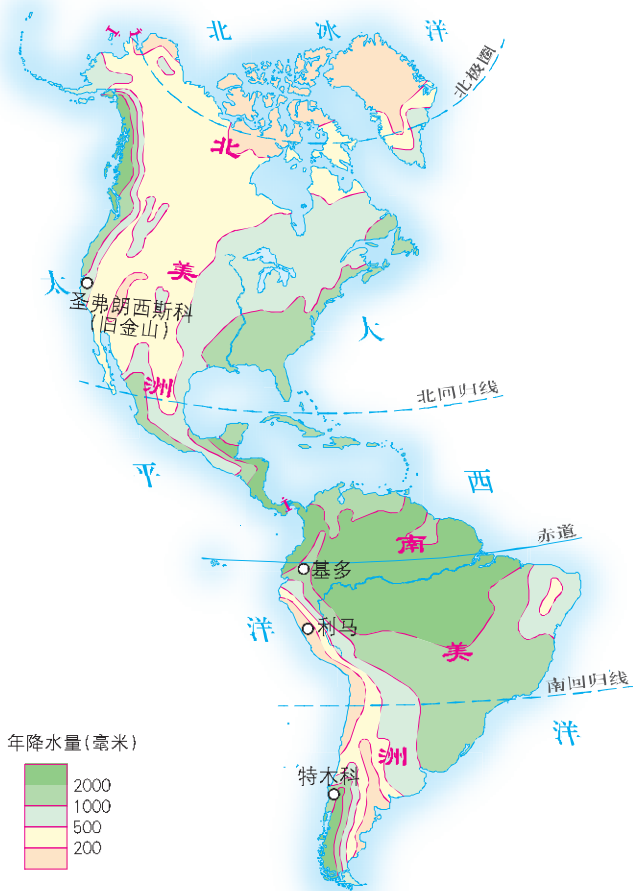 北 冰 洋
北极圈
北
美
洲
太
圣弗朗西斯科
(旧金山)
大
北回归线
平
西
赤道
南
基多
利马
洋
美
南回归线
洋
洲
特木科
年降水量(毫米)
2000
1000
500
200